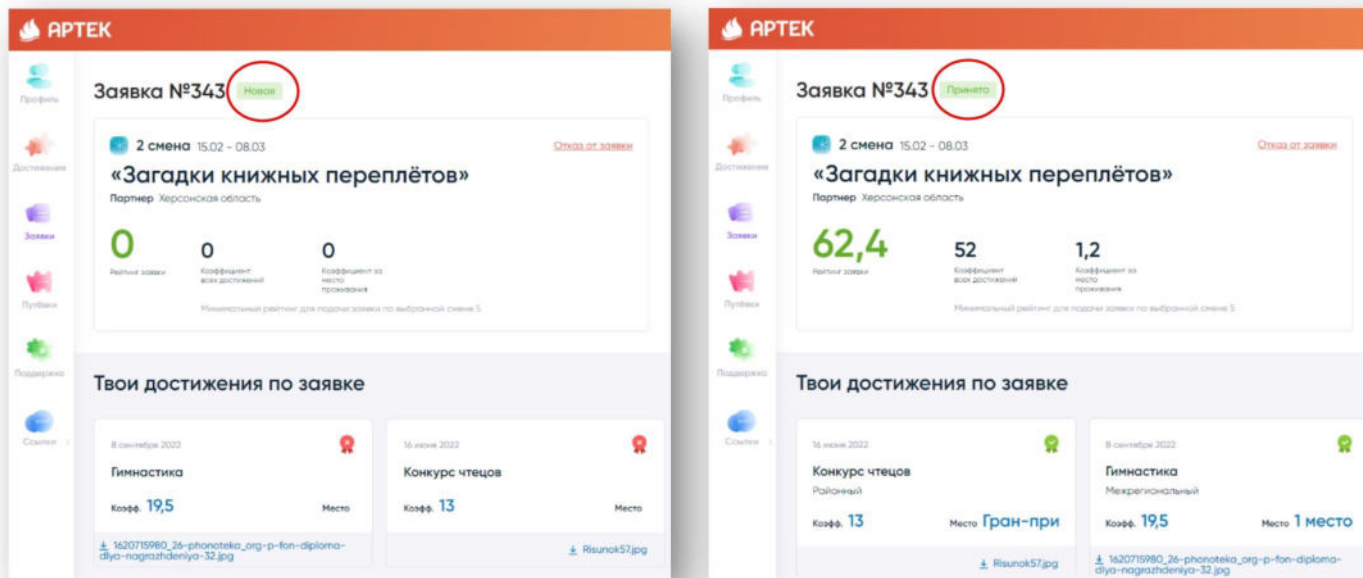 АРТЕК
Профиль
Достижения
Заявки
Путёвки
Поддержка
Ссылки
Заявка №343 Новая
2 смена 15.02 - 08.03 Отказ от заявки
«Загадки книжных переплётов»
Партнер Херсонская область
0 0 0
Рейтинг заявки
Коэффициент всех достижений
Коэффициент за место проживания
Минимальный рейтинг для подачи заявки по выбранной смене 5
Твои достижения по заявке
8 сентября 2022
Гимнастика
Коэфф. 19,5 Место
1620715980_26-phonoteka_org-p-fon-diploma-
dlya-nagrazhdeniya-32.jpg
16 июня 2022
Конкурс чтецов
Коэфф. 13 Место
Risunok57.jpg
АРТЕК
Профиль
Достижения
Заявки
Путёвки
Поддержка
Ссылки
Заявка №343 Принято
2 смена 15.02 - 08.03 Отказ от заявки
«Загадки книжных переплётов»
Партнер Херсонская область
62,4 52 1,2
Рейтинг заявки
Коэффициент всех достижений
Коэффициент за место проживания
Минимальный рейтинг для подачи заявки по выбранной смене 5
Твои достижения по заявке
16 июня 2022
Конкурс чтецов
Районный
Коэфф. 13 Место Гран-при
Risunok57.jpg
8 сентября 2022
Гимнастика
Межрегиональный
Коэфф. 19,5 Место 1 место
1620715980_26-phonoteka_org-p-fon-diploma-
dlya-nagrazhdeniya-32.jpg